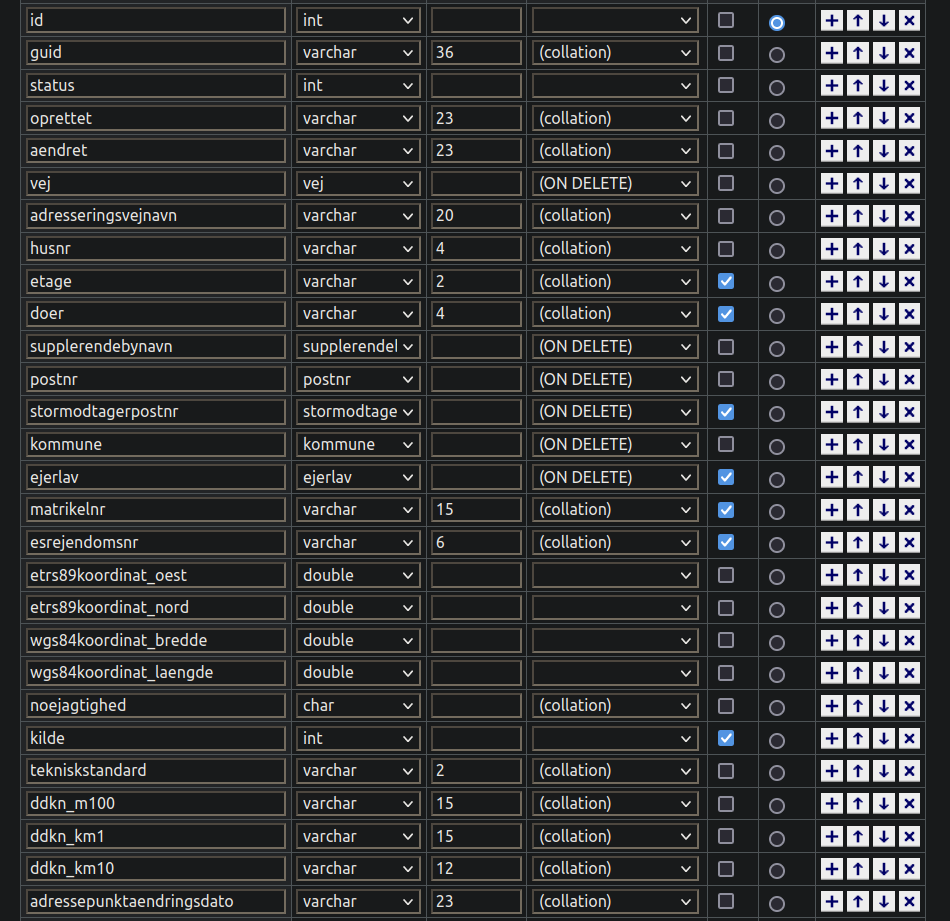 id int
guid varchar 36 (collation)
status int
oprettet varchar 23 (collation)
aendret varchar 23 (collation)
vej vej (ON DELETE)
adresseringsvejnavn varchar 20 (collation)
husnr varchar 4 (collation)
etage varchar 2 (collation)
doer varchar 4 (collation)
supplerendebynavn supplerendel (ON DELETE)
postnr postnr (ON DELETE)
stormodtagerpostnr stormodtage (ON DELETE)
kommune kommune (ON DELETE)
ejerlav ejerlav (ON DELETE)
matrikelnr varchar 15 (collation)
esrejendomsnr varchar 6 (collation)
etrs89koordinat_oest double
etrs89koordinat_nord double
wgs84koordinat_bredde double
wgs84koordinat_laengde double
noejagtighed char (collation)
kilde int
tekniskstandard varchar 2 (collation)
ddkn_m100 varchar 15 (collation)
ddkn_km1 varchar 15 (collation)
ddkn_km10 varchar 12 (collation)
adressepunktaendringsdato varchar 23 (collation)